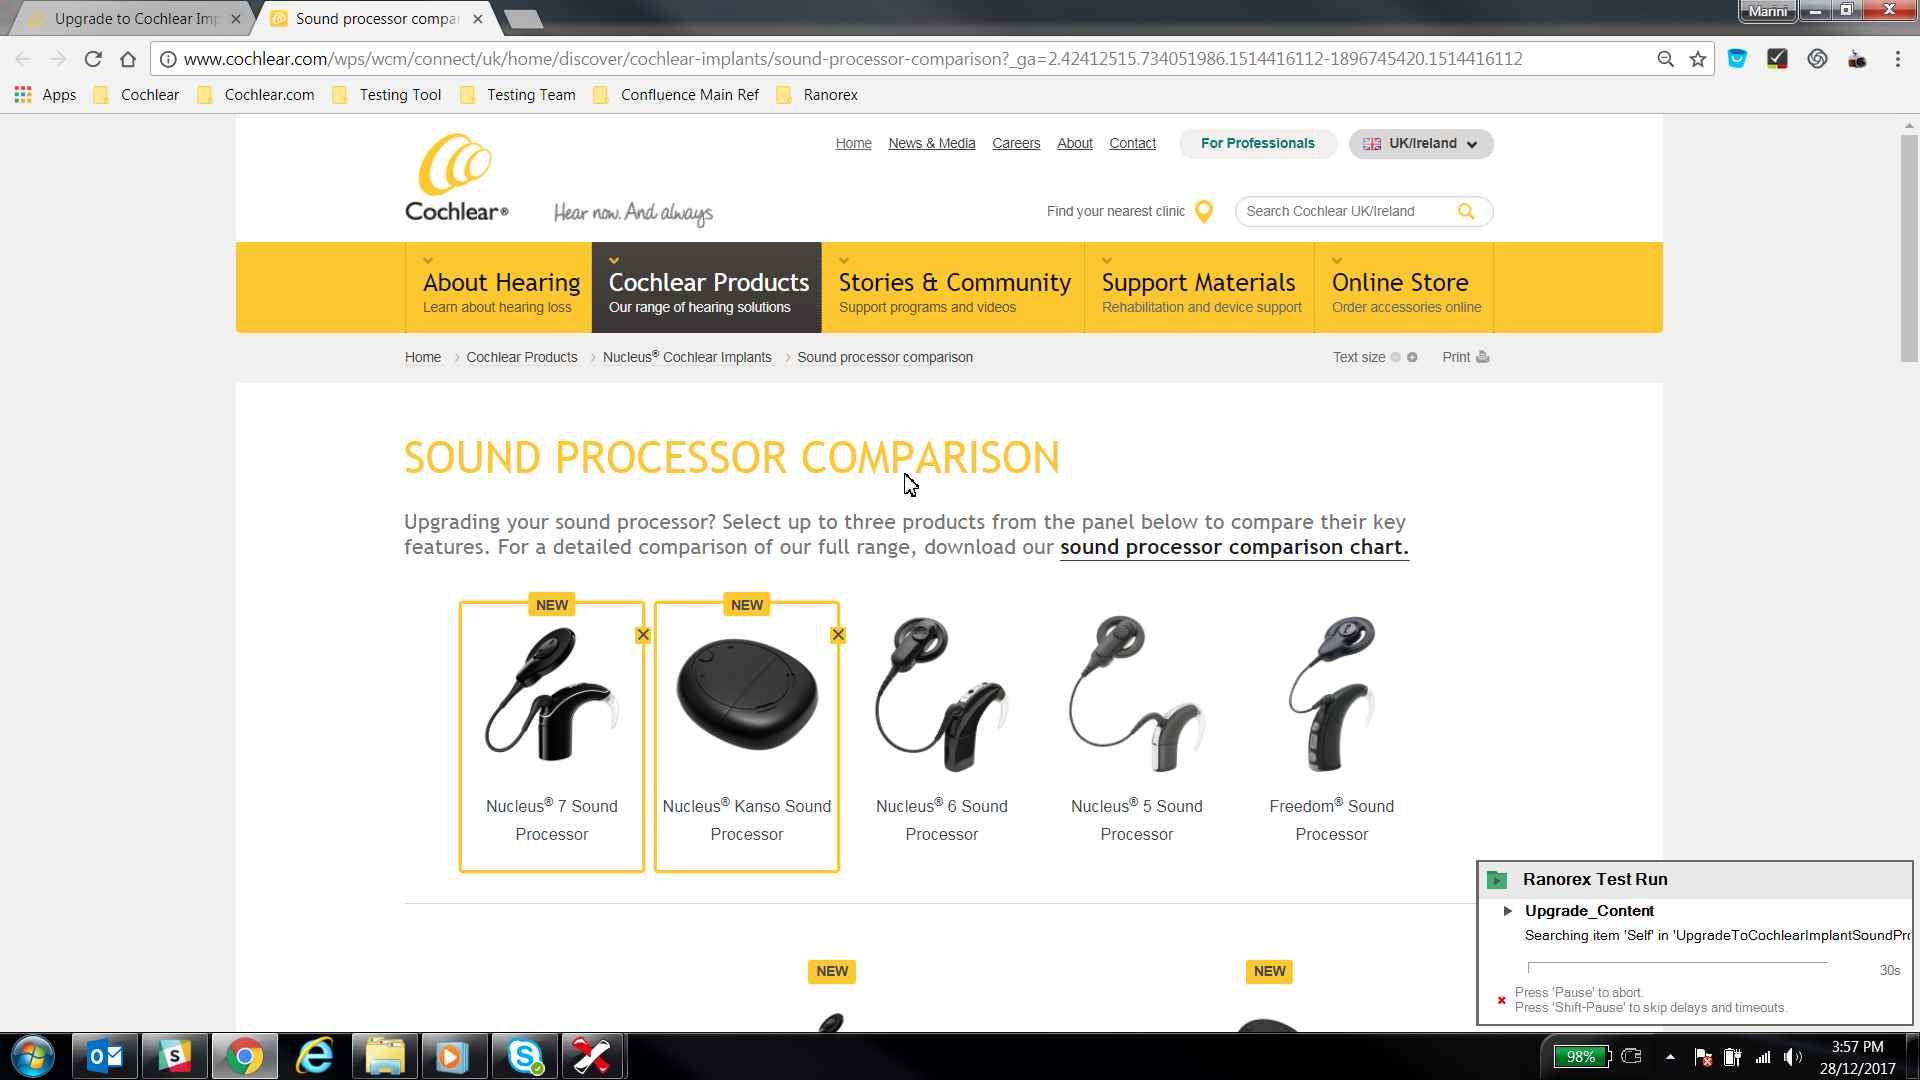 Upgrade to Cochlear Imp
Sound processor compar
Marini
www.cochlear.com/wps/wcm/connect/uk/home/discover/cochlear-implants/sound-processor-comparison?_ga=2.42412515.734051986.1514416112-1896745420.1514416112
Apps Cochlear Cochlear.com Testing Tool Testing Team Confluence Main Ref Ranorex
Home News & Media Careers About Contact For Professionals UK/Ireland
Cochlear® Hear now. And always
Find your nearest clinic Search Cochlear UK/Ireland
About Hearing Cochlear Products Stories & Community Support Materials Online Store
Learn about hearing loss Our range of hearing solutions Support programs and videos Rehabilitation and device support Order accessories online
Home Cochlear Products Nucleus® Cochlear Implants Sound processor comparison Text size Print
SOUND PROCESSOR COMPARISON
Upgrading your sound processor? Select up to three products from the panel below to compare their key
features. For a detailed comparison of our full range, download our sound processor comparison chart.
NEW NEW
Nucleus® 7 Sound Nucleus® Kanso Sound Nucleus® 6 Sound Nucleus® 5 Sound Freedom® Sound
Processor Processor Processor Processor Processor
NEW NEW
Ranorex Test Run
Upgrade_Content
Searching item 'Self' in 'UpgradeToCochlearImplantSoundPro
30s
Press 'Pause' to abort.
Press 'Shift-Pause' to skip delays and timeouts.
98%
3:57 PM
28/12/2017